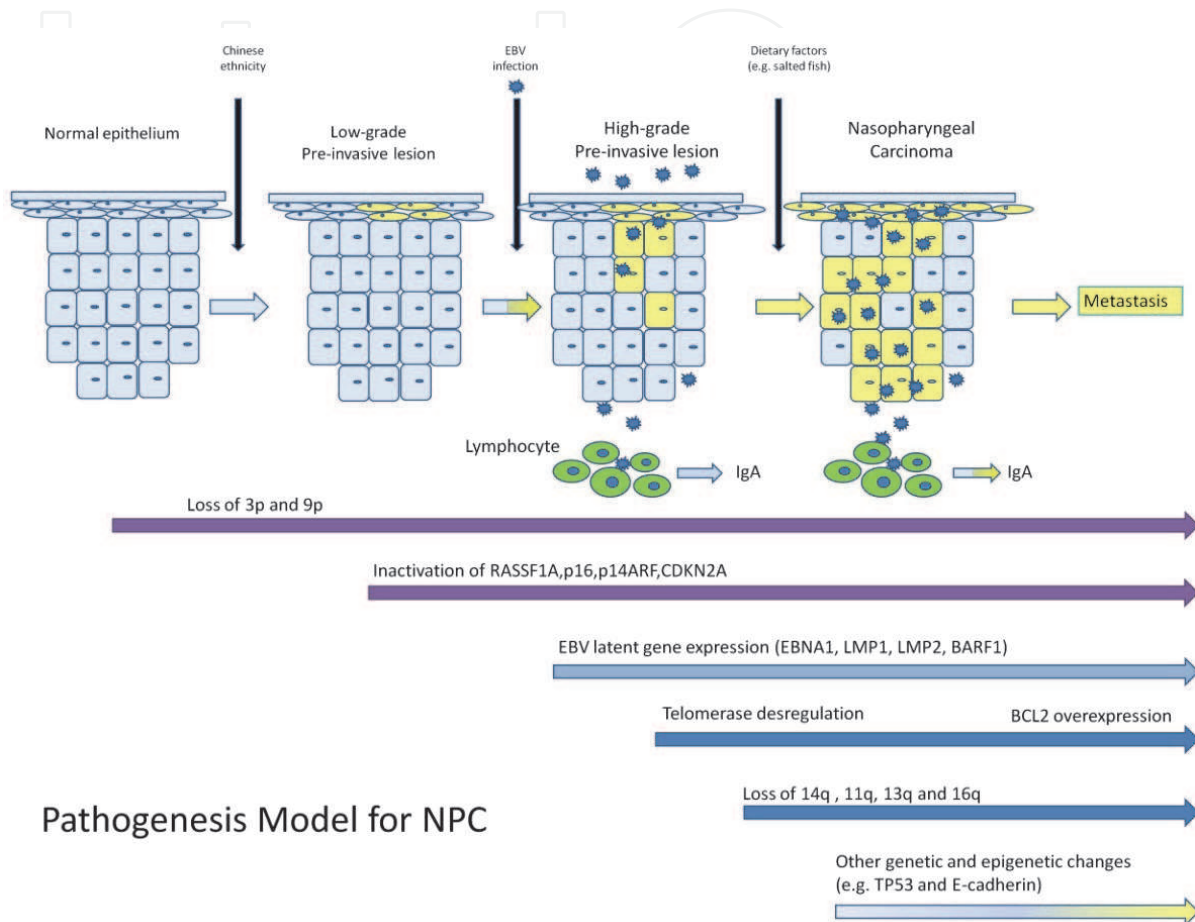 Chinese
ethnicity
EBV
infection
Dietary factors
(e.g. salted fish)
Normal epithelium
Low-grade
Pre-invasive lesion
High-grade
Pre-invasive lesion
Nasopharyngeal
Carcinoma
Metastasis
Lymphocyte
IgA
IgA
Loss of 3p and 9p
Inactivation of RASSF1A,p16,p14ARF,CDKN2A
EBV latent gene expression (EBNA1, LMP1, LMP2, BARF1)
Telomerase desregulation
BCL2 overexpression
Loss of 14q , 11q, 13q and 16q
Pathogenesis Model for NPC
Other genetic and epigenetic changes
(e.g. TP53 and E-cadherin)